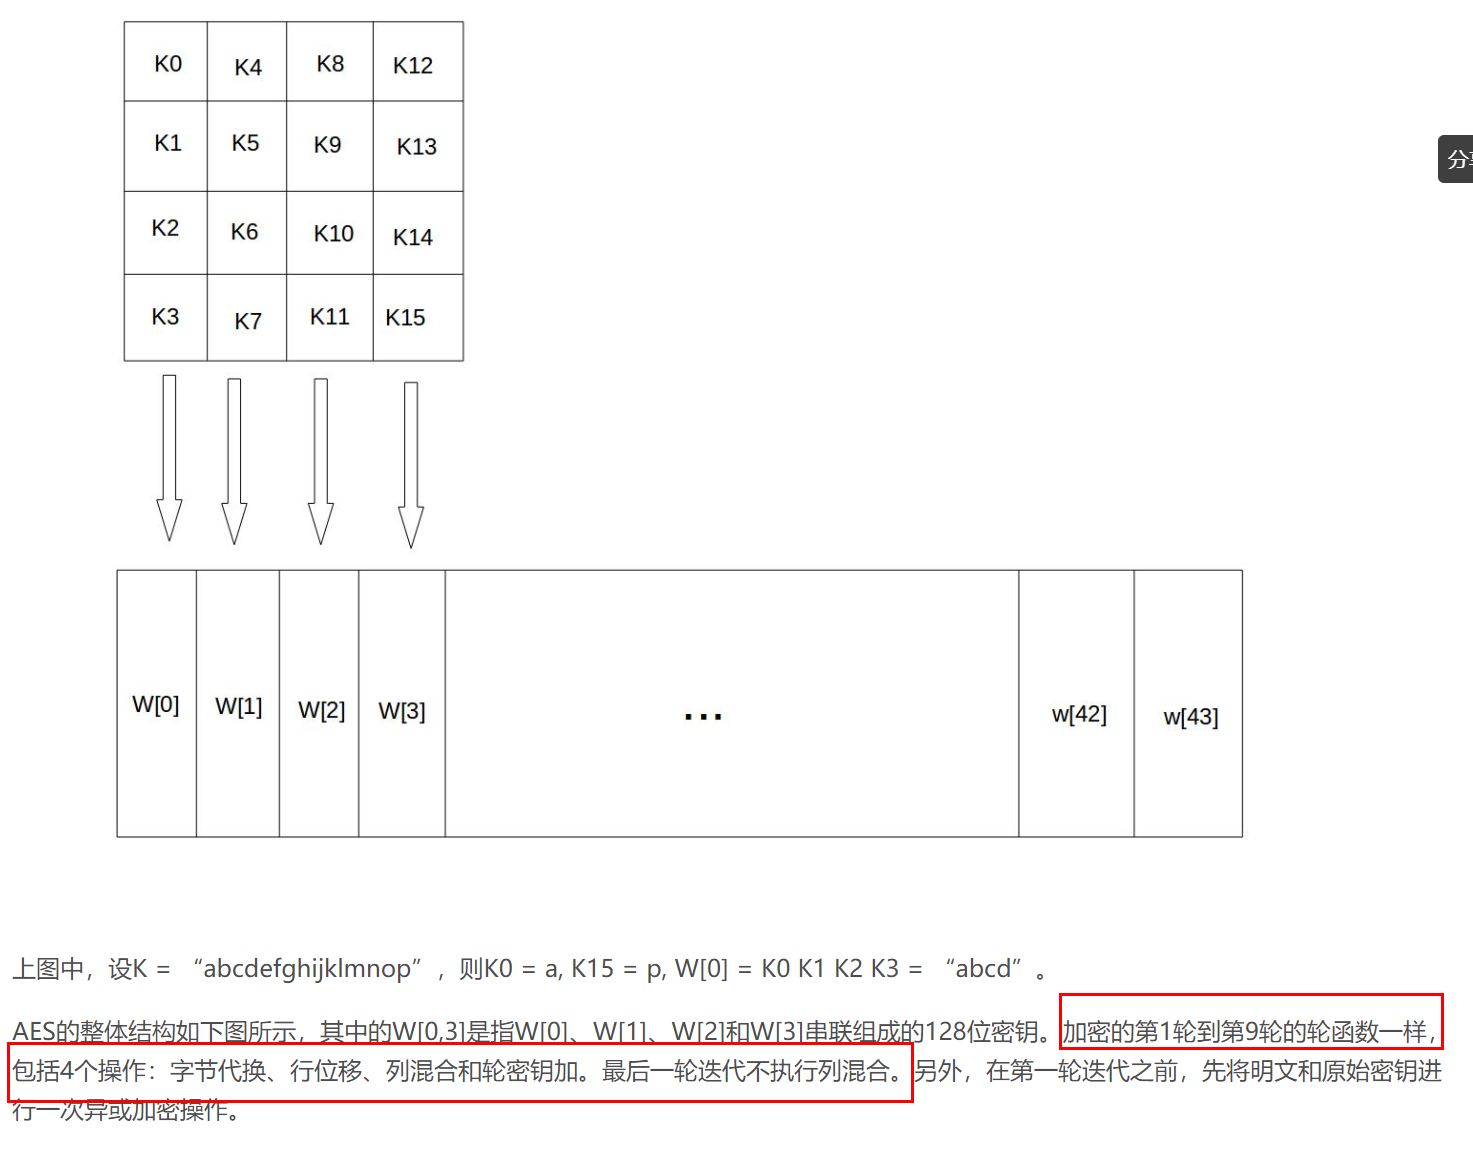 K0 K4 K8 K12
K1 K5 K9 K13
分享
K2 K6 K10 K14
K3 K7 K11 K15
W[0] W[1] W[2] W[3] ... w[42] w[43]
上图中，设K = “abcdefghijklmnop”，则K0 = a, K15 = p, W[0] = K0 K1 K2 K3 = “abcd”。
AES的整体结构如下图所示，其中的W[0,3]是指W[0]、W[1]、W[2]和W[3]串联组成的128位密钥。加密的第1轮到第9轮的轮函数一样，
包括4个操作：字节代换、行位移、列混合和轮密钥加。最后一轮迭代不执行列混合。另外，在第一轮迭代之前，先将明文和原始密钥进
行一次异或加密操作。